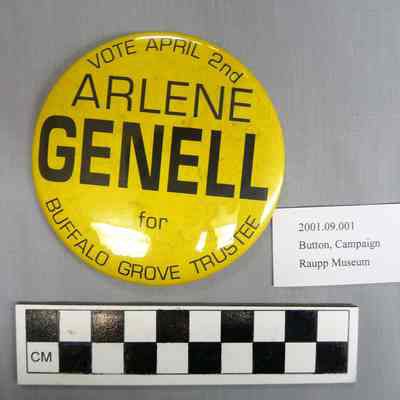 VOTE APRIL 2nd
ARLENE
GENELL
for
BUFFALO GROVE TRUSTEE
2001.09.001
Button, Campaign
Raupp Museum
CM